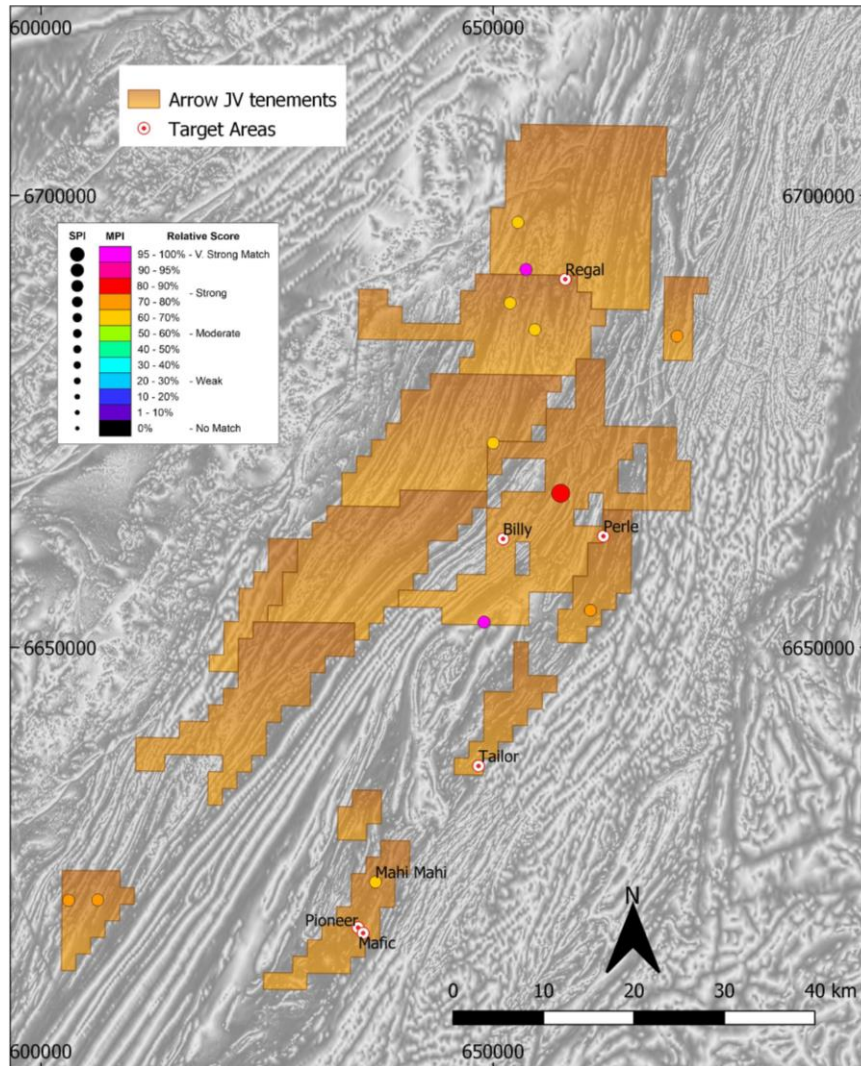 600000 650000
Arrow JV tenements
Target Areas
6700000 6700000
SPI MPI Relative Score
95 - 100% - V. Strong Match
90 - 95%
80 - 90%
- Strong
70 - 80%
60 - 70%
50 - 60% - Moderate
40 - 50%
30 - 40%
20 - 30% - Weak
10 - 20%
1 - 10%
0% - No Match
Regal
Billy
Perle
6650000 6650000
Tailor
Mahi Mahi
Pioneer
Mafic
N
0 10 20 30 40 km
600000 650000